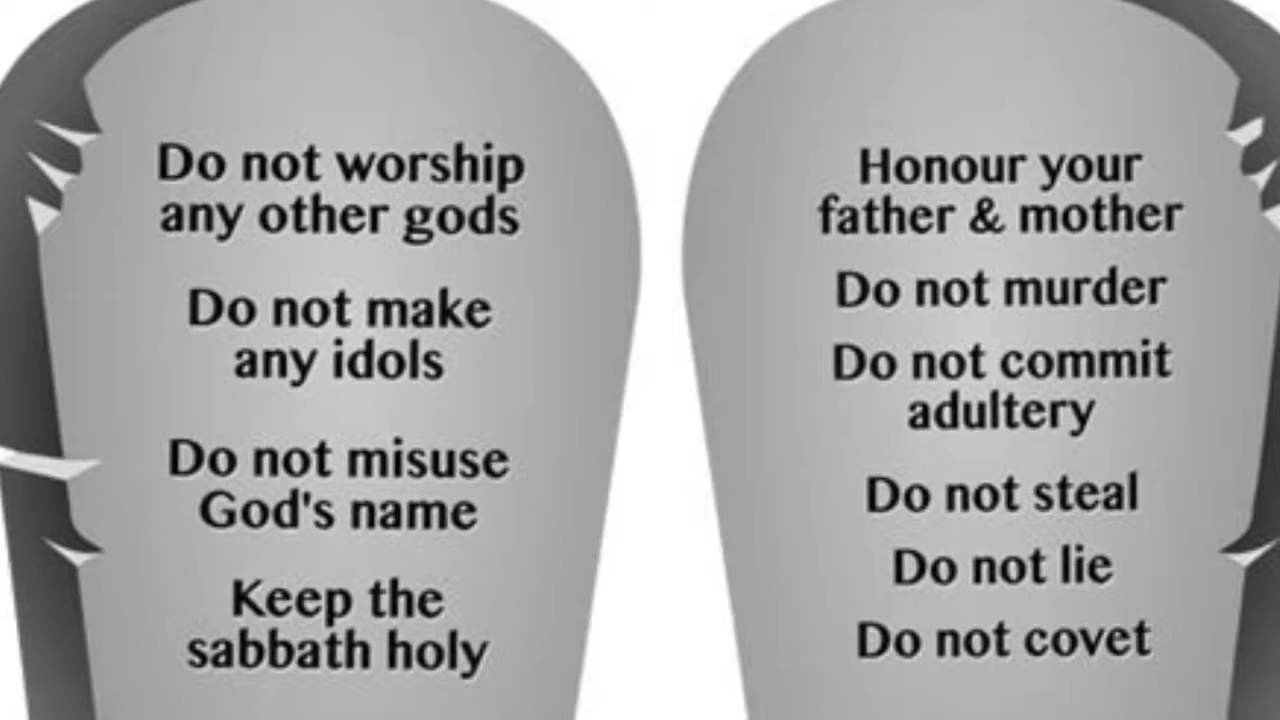 Do not worship
any other gods
Do not make
any idols
Do not misuse
God's name
Keep the
sabbath holy
Honour your
father & mother
Do not murder
Do not commit
adultery
Do not steal
Do not lie
Do not covet